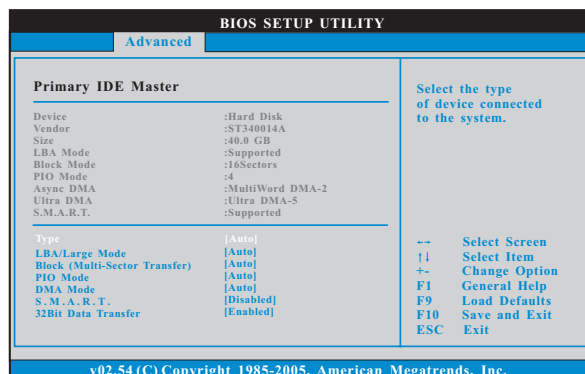 BIOS SETUP UTILITY
Advanced
Primary IDE Master
Device :Hard Disk
Vendor :ST340014A
Size :40.0 GB
LBA Mode :Supported
Block Mode :16Sectors
PIO Mode :4
Async DMA :MultiWord DMA-2
Ultra DMA :Ultra DMA-5
S.M.A.R.T. :Supported
Type [Auto]
LBA/Large Mode [Auto]
Block (Multi-Sector Transfer) [Auto]
PIO Mode [Auto]
DMA Mode [Auto]
S.M.A.R.T. [Disabled]
32Bit Data Transfer [Enabled]
Select the type
of device connected
to the system.
←→ Select Screen
↑↓ Select Item
+- Change Option
F1 General Help
F9 Load Defaults
F10 Save and Exit
ESC Exit
v02.54 (C) Copyright 1985-2005, American Megatrends, Inc.